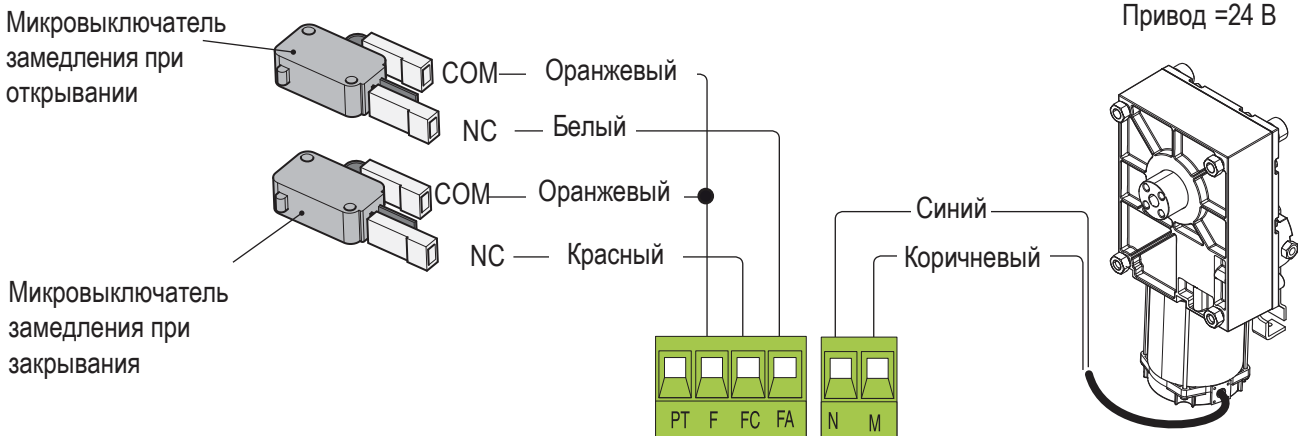 Микровыключатель
замедления при
открывании
COM
Оранжевый
NC
Белый
COM
Оранжевый
NC
Красный
Микровыключатель
замедления при
закрывания
Привод =24 В
Синий
Коричневый
PT F FC FA
N M